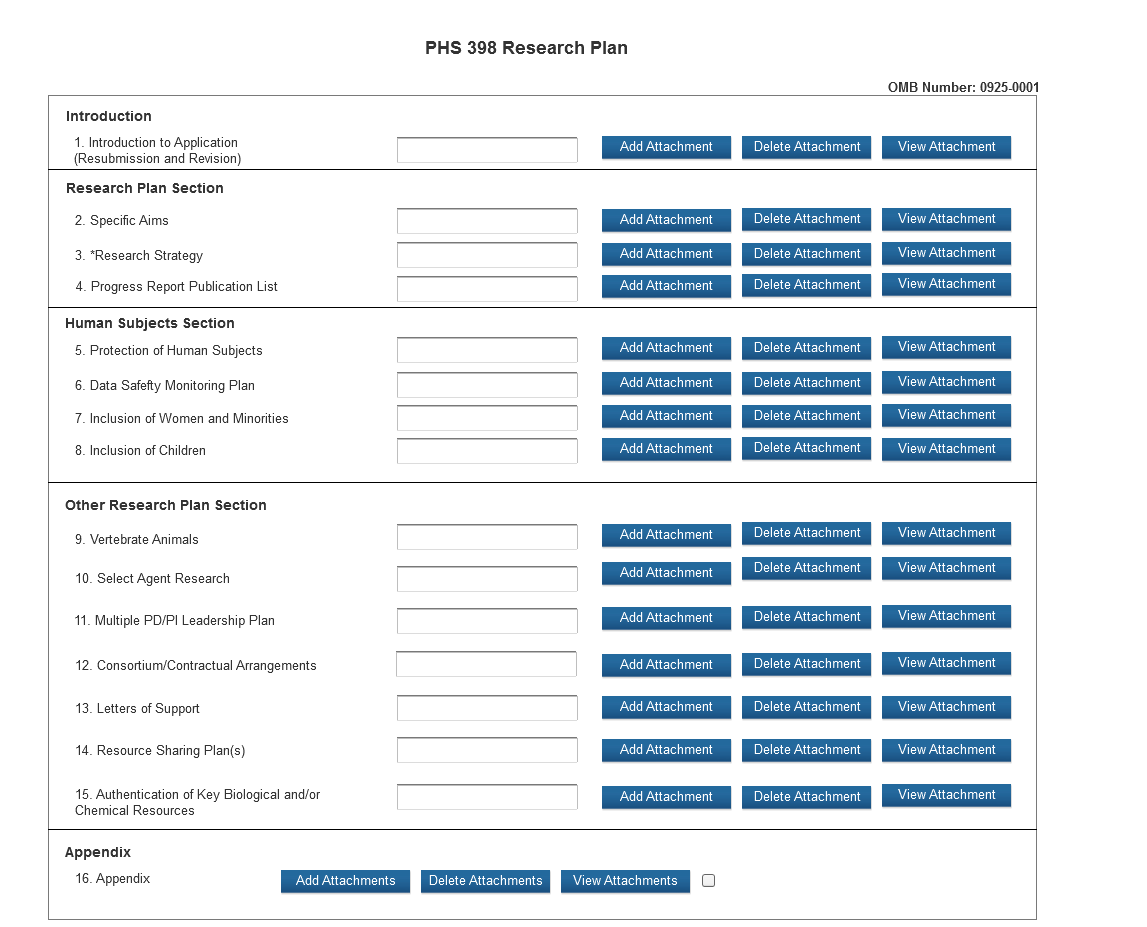 PHS 398 Research Plan
OMB Number: 0925-0001
Introduction
1. Introduction to Application
(Resubmission and Revision)
Add Attachment Delete Attachment View Attachment
Research Plan Section
2. Specific Aims Add Attachment Delete Attachment View Attachment
3. *Research Strategy Add Attachment Delete Attachment View Attachment
4. Progress Report Publication List Add Attachment Delete Attachment View Attachment
Human Subjects Section
5. Protection of Human Subjects Add Attachment Delete Attachment View Attachment
6. Data Safefty Monitoring Plan Add Attachment Delete Attachment View Attachment
7. Inclusion of Women and Minorities Add Attachment Delete Attachment View Attachment
8. Inclusion of Children Add Attachment Delete Attachment View Attachment
Other Research Plan Section
9. Vertebrate Animals Add Attachment Delete Attachment View Attachment
10. Select Agent Research Add Attachment Delete Attachment View Attachment
11. Multiple PD/PI Leadership Plan Add Attachment Delete Attachment View Attachment
12. Consortium/Contractual Arrangements Add Attachment Delete Attachment View Attachment
13. Letters of Support Add Attachment Delete Attachment View Attachment
14. Resource Sharing Plan(s) Add Attachment Delete Attachment View Attachment
15. Authentication of Key Biological and/or
Chemical Resources
Add Attachment Delete Attachment View Attachment
Appendix
16. Appendix Add Attachments Delete Attachments View Attachments